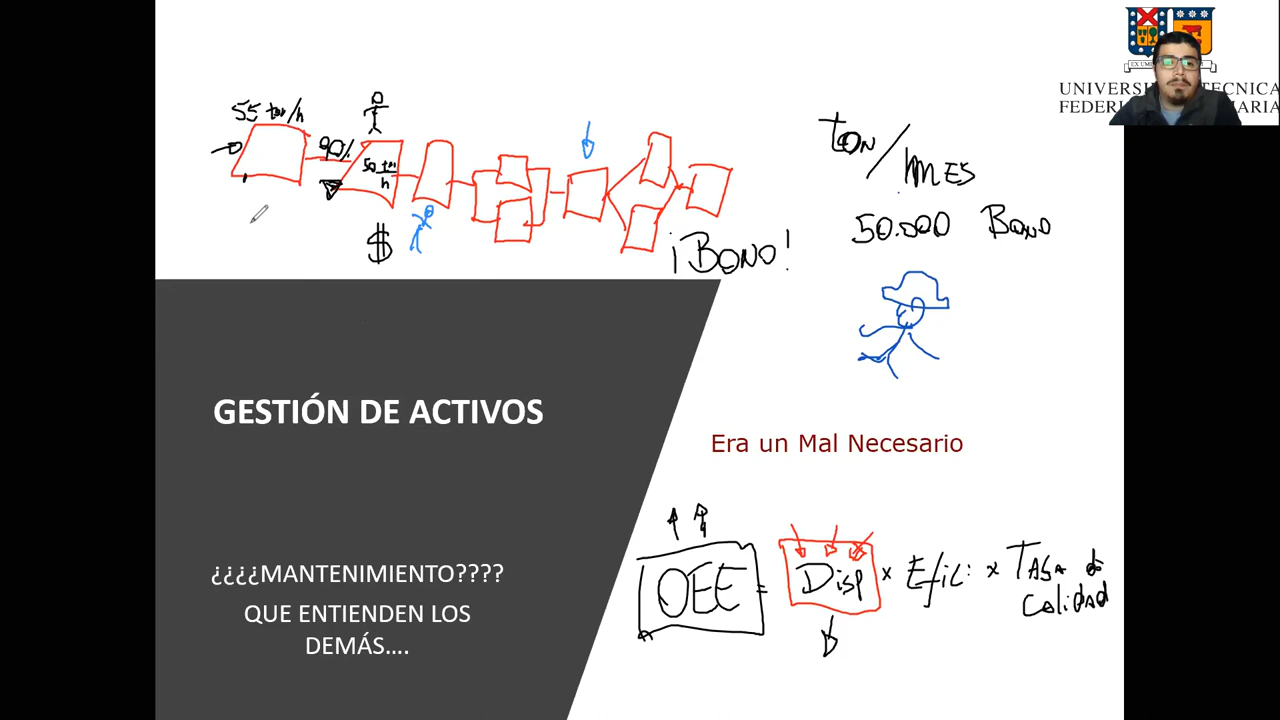 55 ton/h
90%
50 ton/h
$
¡BONO!
ton/MES
50.000 BONO
GESTIÓN DE ACTIVOS
Era un Mal Necesario
¿¿¿¿MANTENIMIENTO????
QUE ENTIENDEN LOS
DEMÁS....
OEE = Disp x Efici: x TASA de
calidad